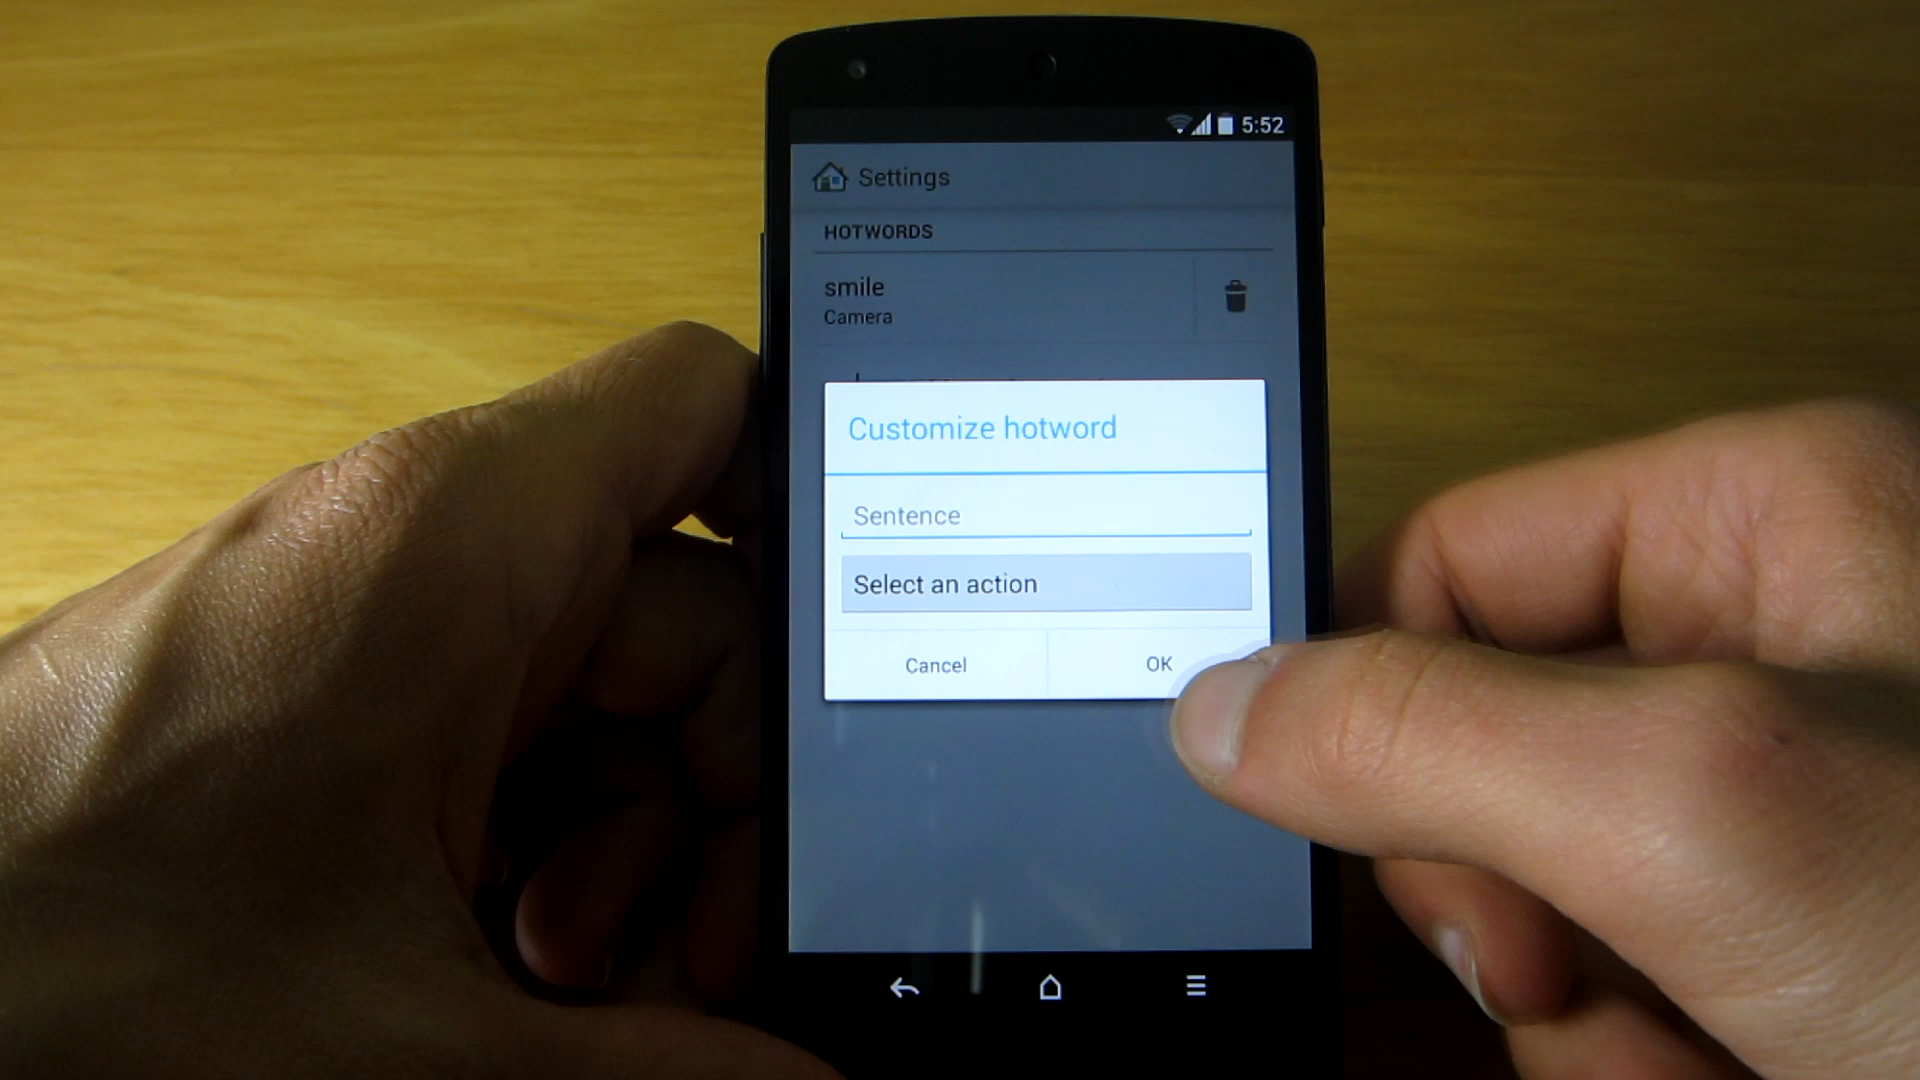 5:52
Settings
HOTWORDS
smile
Camera
Customize hotword
Sentence
Select an action
Cancel
OK